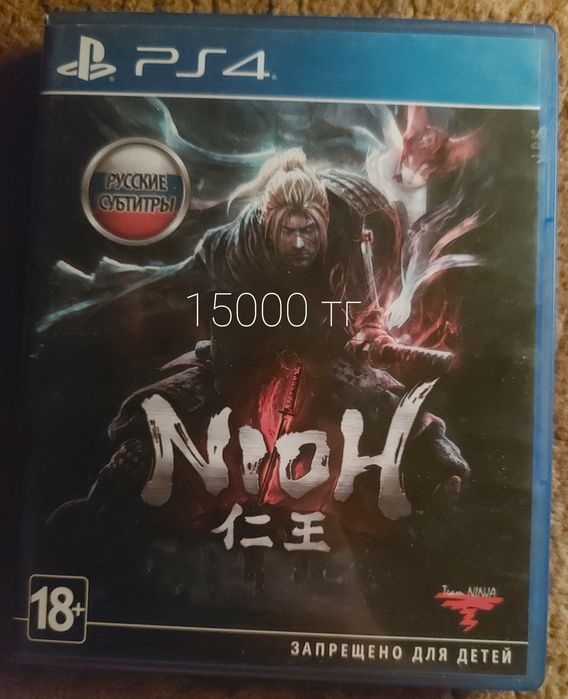 PS4
РУССКИЕ
СУБТИТРЫ
15000 тг
NIOH
仁王
Team NINJA
18+
ЗАПРЕЩЕНО ДЛЯ ДЕТЕЙ